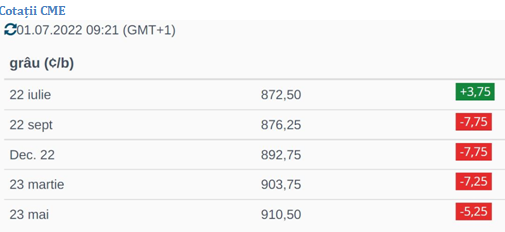 Cotații CME
01.07.2022 09:21 (GMT+1)
grâu (¢/b)
22 iulie 872,50 +3,75
22 sept 876,25 -7,75
Dec. 22 892,75 -7,75
23 martie 903,75 -7,25
23 mai 910,50 -5,25